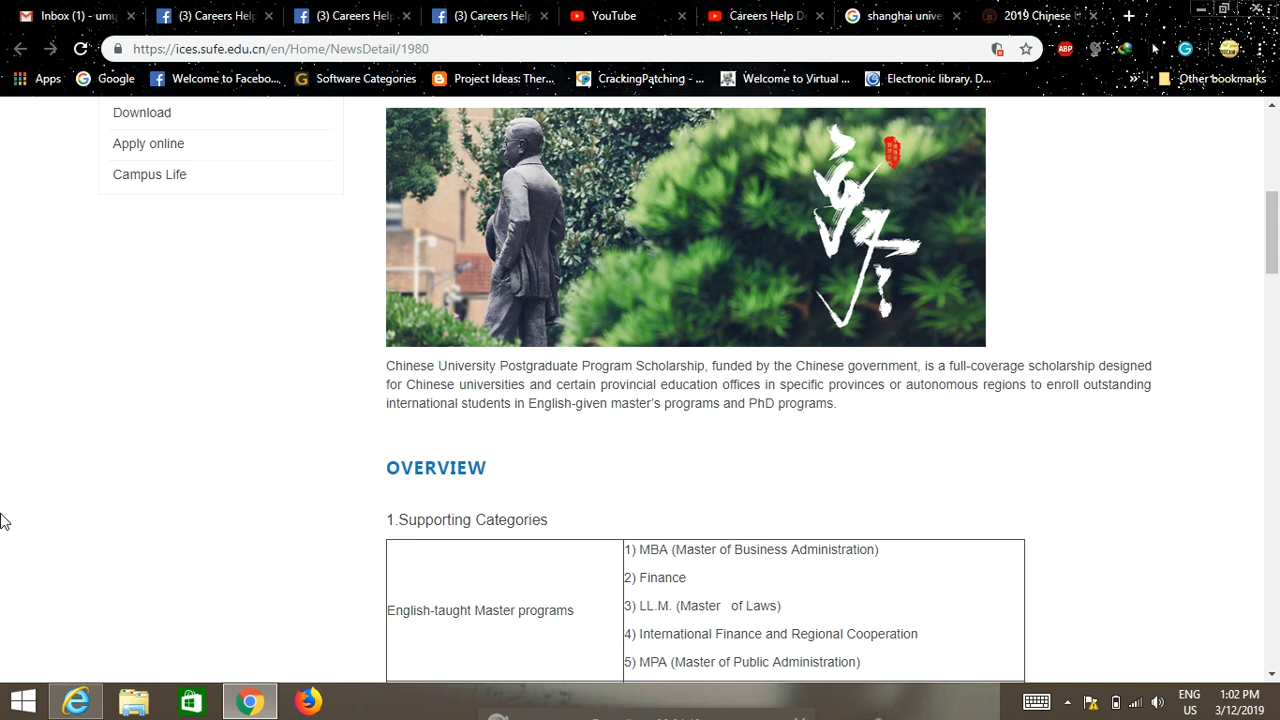 Inbox (1) - umy
(3) Careers Help
(3) Careers Help
(3) Careers Help
YouTube
Careers Help D
shanghai unive
2019 Chinese U
https://ices.sufe.edu.cn/en/Home/NewsDetail/1980
ABP
Apps
Google
Welcome to Facebo...
Software Categories
Project Ideas: Ther...
CrackingPatching - ...
Welcome to Virtual ...
Electronic library. D...
Other bookmarks
Download
Apply online
Campus Life
Chinese University Postgraduate Program Scholarship, funded by the Chinese government, is a full-coverage scholarship designed
for Chinese universities and certain provincial education offices in specific provinces or autonomous regions to enroll outstanding
international students in English-given master's programs and PhD programs.
OVERVIEW
1.Supporting Categories
English-taught Master programs
1) MBA (Master of Business Administration)
2) Finance
3) LL.M. (Master of Laws)
4) International Finance and Regional Cooperation
5) MPA (Master of Public Administration)
ENG
US
1:02 PM
3/12/2019